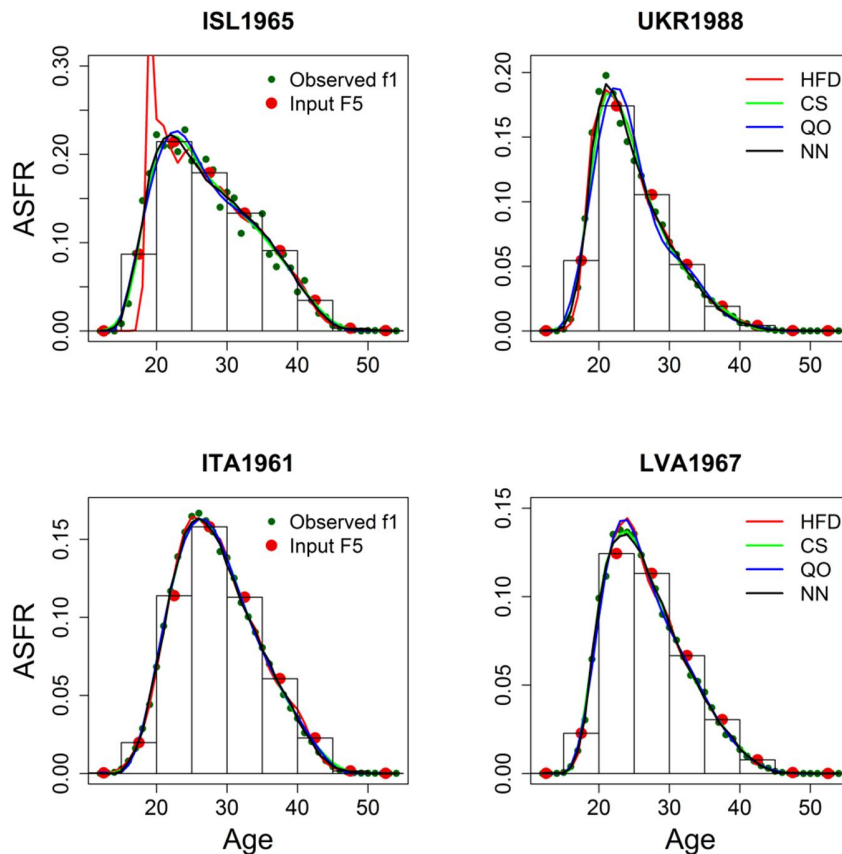 ISL1965
ASFR
0.30
0.20
0.10
0.00
Observed f1
Input F5
20 30 40 50
UKR1988
0.20
0.15
0.10
0.05
0.00
HFD
CS
QO
NN
20 30 40 50
ITA1961
ASFR
0.15
0.10
0.05
0.00
Observed f1
Input F5
20 30 40 50
Age
LVA1967
0.15
0.10
0.05
0.00
HFD
CS
QO
NN
20 30 40 50
Age